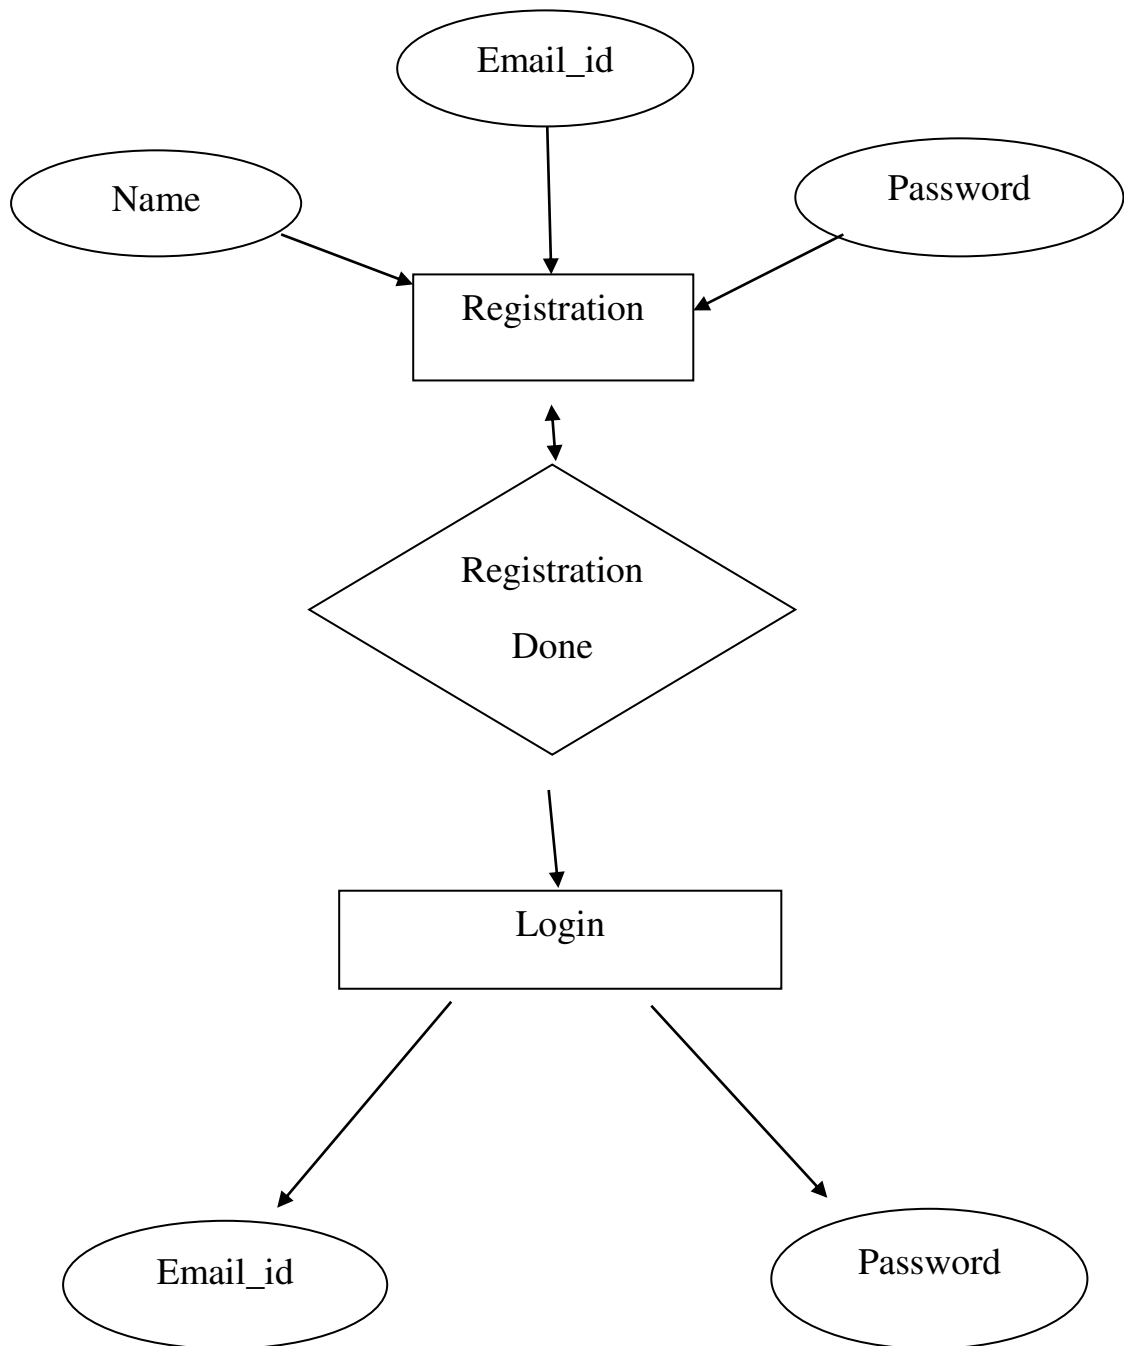 Email_id
Name
Password
Registration
Registration
Done
Login
Email_id
Password